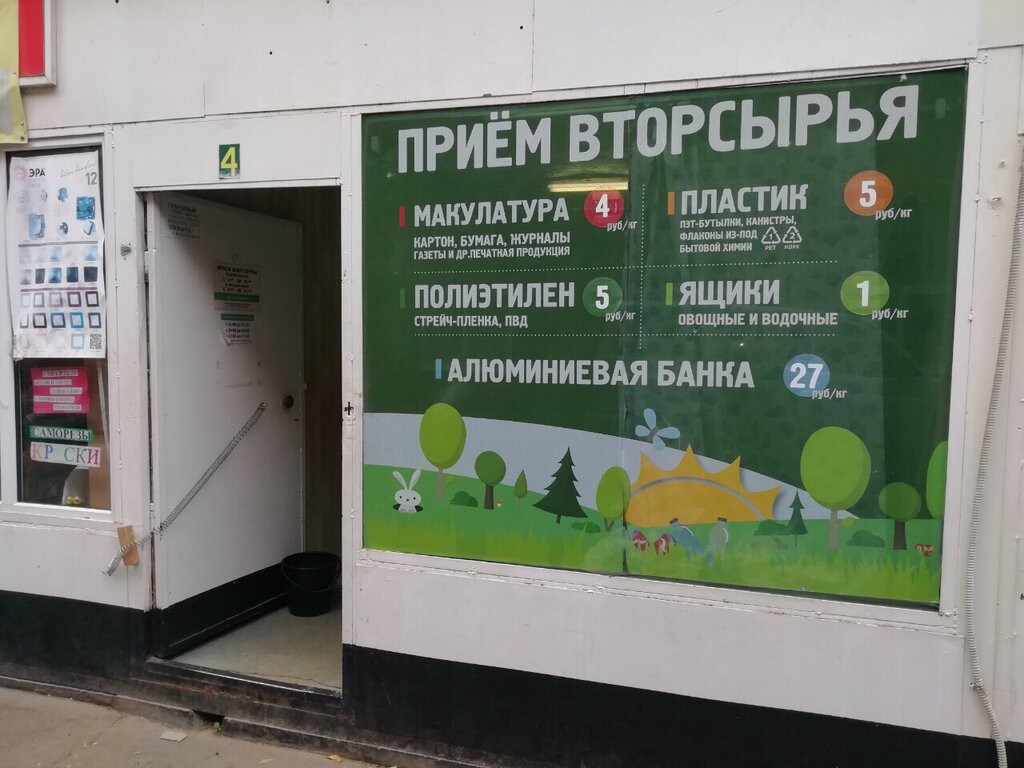 ПРИЁМ ВТОРСЫРЬЯ
МАКУЛАТУРА 4 руб/кг
КАРТОН, БУМАГА, ЖУРНАЛЫ
ГАЗЕТЫ И ДР.ПЕЧАТНАЯ ПРОДУКЦИЯ
ПЛАСТИК 5 руб/кг
ПЭТ-БУТЫЛКИ, КАНИСТРЫ,
ФЛАКОНЫ ИЗ-ПОД
БЫТОВОЙ ХИМИИ
PET HDPE
ПОЛИЭТИЛЕН 5 руб/кг
СТРЕЙЧ-ПЛЕНКА, ПВД
ЯЩИКИ 1 руб/кг
ОВОЩНЫЕ И ВОДОЧНЫЕ
АЛЮМИНИЕВАЯ БАНКА 27 руб/кг
4
ЭРА
12
СМЕСИТЕЛИ
САМОРЕЗЫ